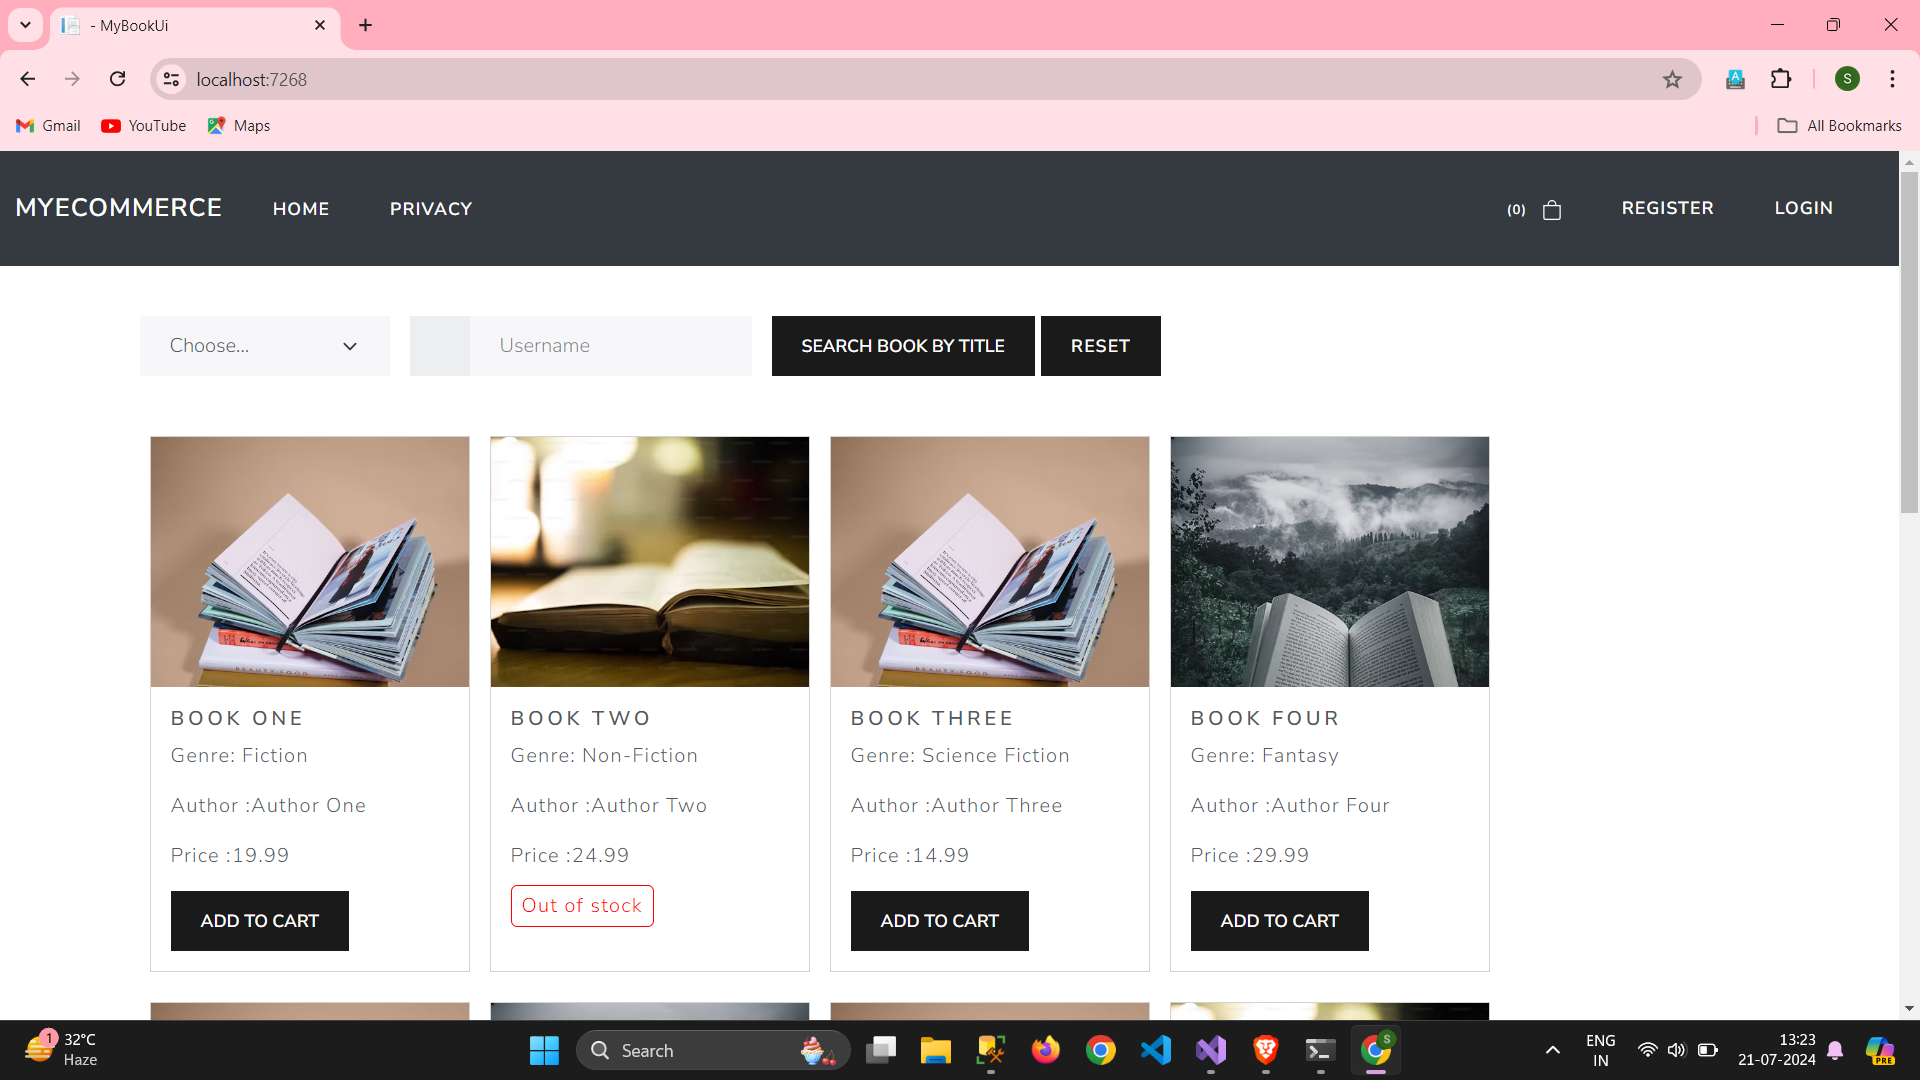 - MyBookUi
localhost:7268
S
Gmail YouTube Maps All Bookmarks
MYECOMMERCE HOME PRIVACY (0) REGISTER LOGIN
Choose... Username SEARCH BOOK BY TITLE RESET
BOOK ONE
Genre: Fiction
Author :Author One
Price :19.99
ADD TO CART
BOOK TWO
Genre: Non-Fiction
Author :Author Two
Price :24.99
Out of stock
BOOK THREE
Genre: Science Fiction
Author :Author Three
Price :14.99
ADD TO CART
BOOK FOUR
Genre: Fantasy
Author :Author Four
Price :29.99
ADD TO CART
1
32°C
Haze
Search
S
ENG
IN
13:23
21-07-2024
PRE